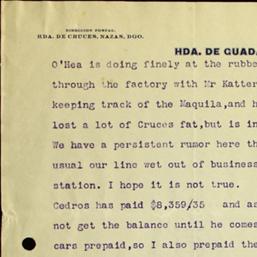 DIRECCION POSTAL:
HDA. DE CRUCES, NAZAS, DGO.
HDA. DE GUAD
O'Hea is doing finely at the rubbe
through the factory with Mr Katter
keeping track of the Maquila,and h
lost a lot of Cruces fat,but is in
We have a persistent rumor here th
usual our line wet out of business
station. I hope it is not true.
Cedros has paid $8,359/35 and as
not get the balance until he comes
cars prepaid,so I also prepaid the